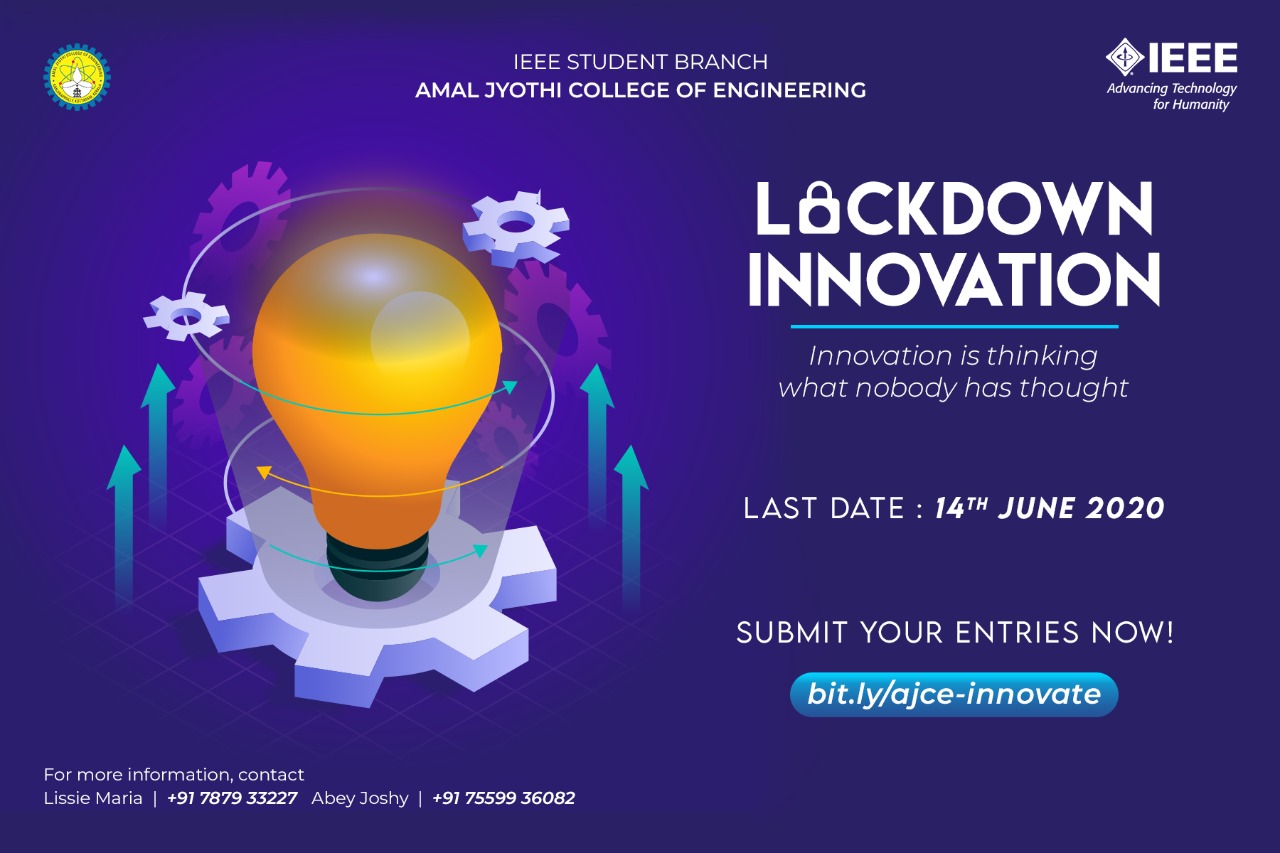 IEEE STUDENT BRANCH
AMAL JYOTHI COLLEGE OF ENGINEERING
IEEE
Advancing Technology
for Humanity
LOCKDOWN
INNOVATION
Innovation is thinking
what nobody has thought
LAST DATE : 14TH JUNE 2020
SUBMIT YOUR ENTRIES NOW!
bit.ly/ajce-innovate
For more information, contact
Lissie Maria | +91 7879 33227 Abey Joshy | +91 75599 36082